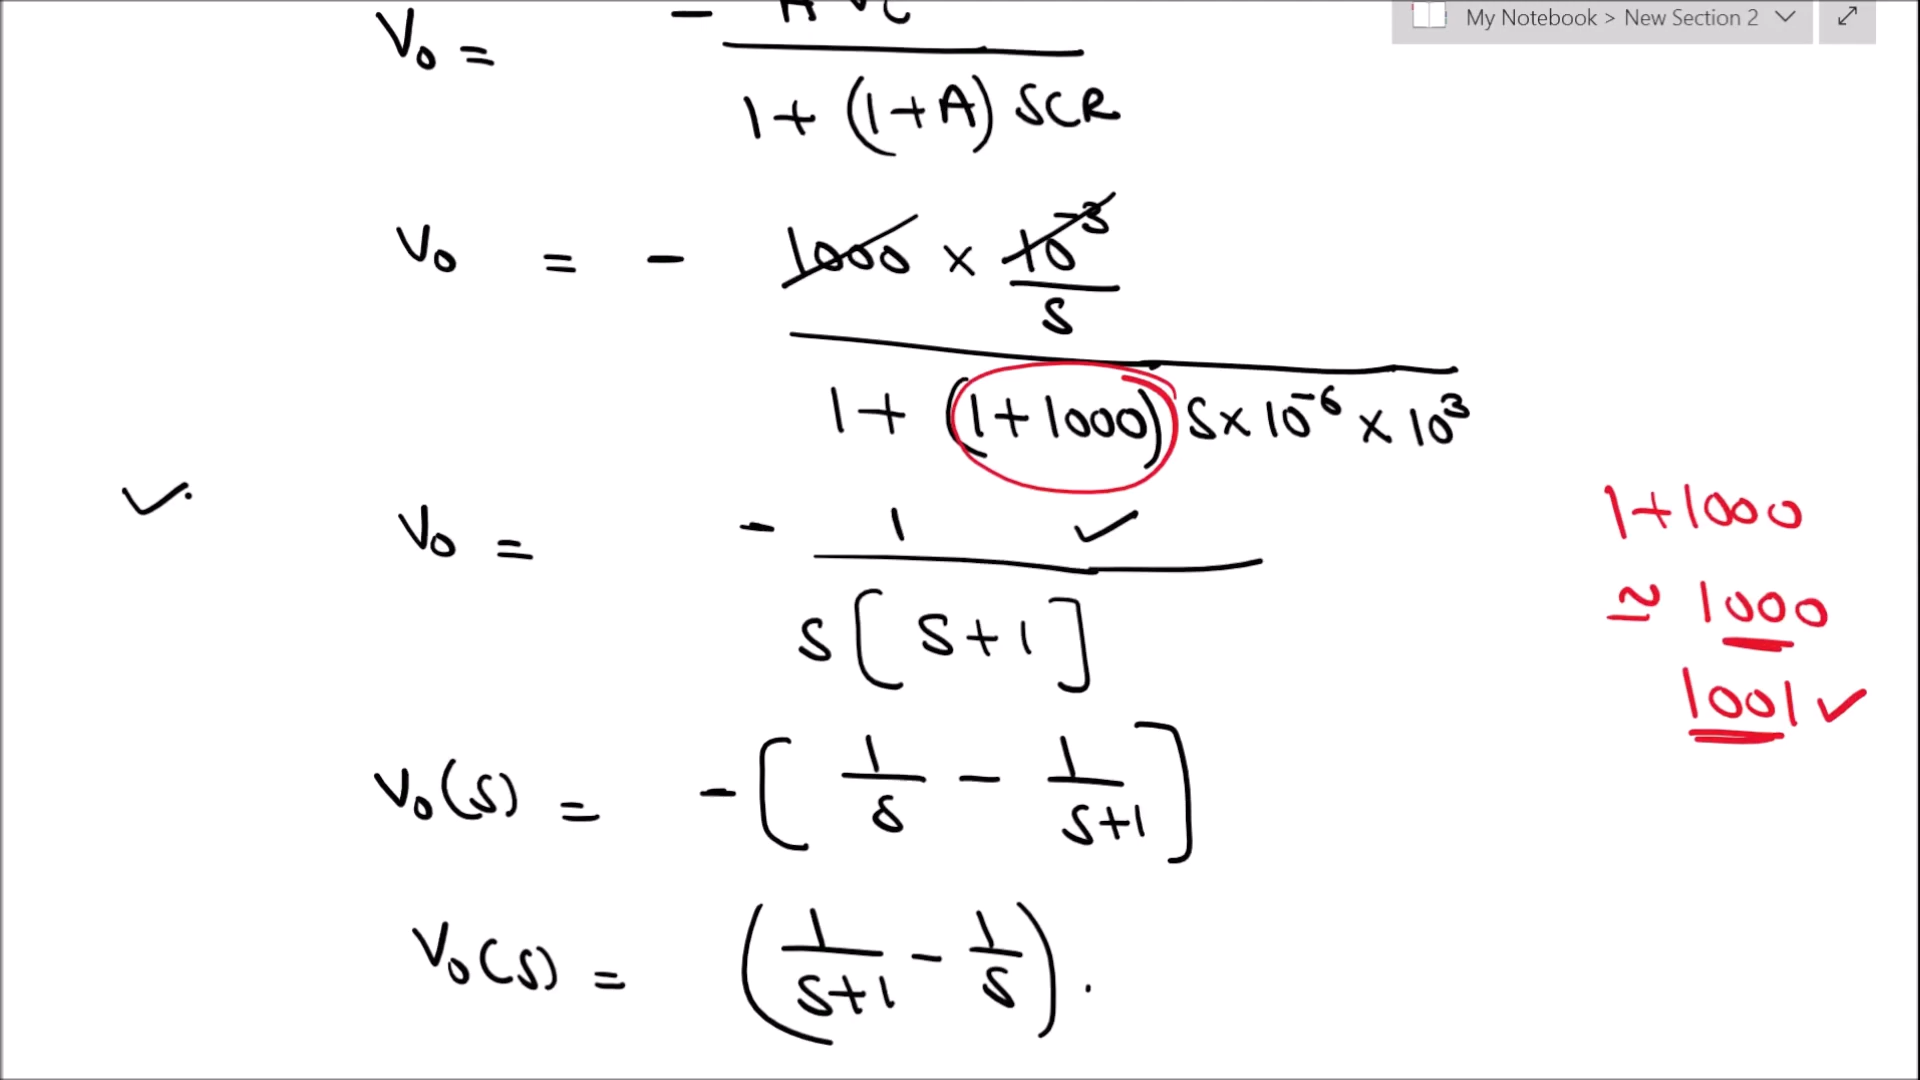 My Notebook > New Section 2
V₀ = -
1 + (1+A) SCR
V₀ = - 1000 × 10⁻³
S
1 + (1+1000) S × 10⁻⁶ × 10³
V₀ = - 1
S [ S+1 ]
V₀(S) = - [ 1/S - 1/S+1 ]
V₀(S) = ( 1/S+1 - 1/S ) .
1+1000
≃ 1000
1001